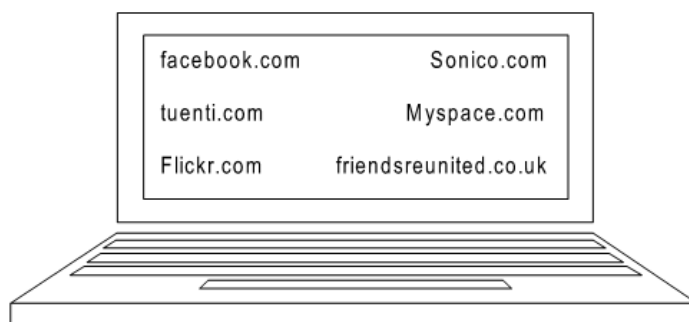 facebook.com Sonico.com
tuenti.com Myspace.com
Flickr.com friendsreunited.co.uk